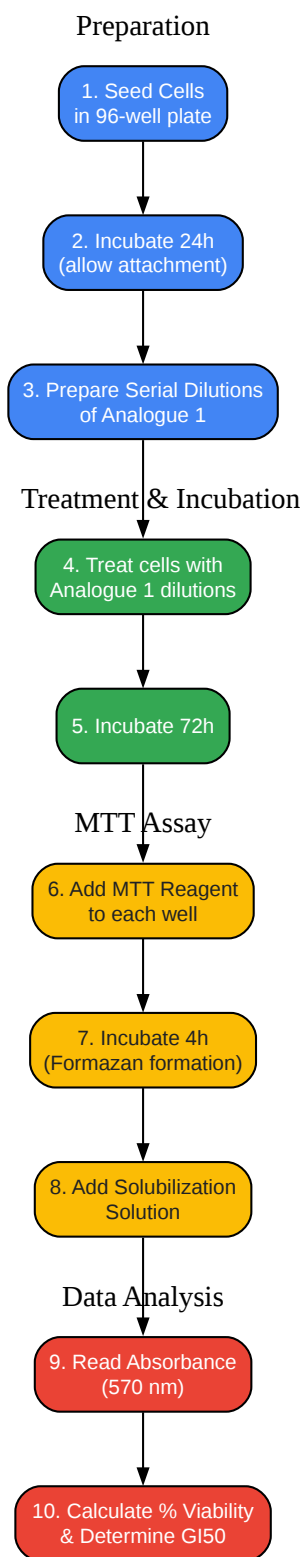 Preparation
1. Seed Cells
in 96-well plate
2. Incubate 24h
(allow attachment)
3. Prepare Serial Dilutions
of Analogue 1
Treatment & Incubation
4. Treat cells with
Analogue 1 dilutions
5. Incubate 72h
MTT Assay
6. Add MTT Reagent
to each well
7. Incubate 4h
(Formazan formation)
8. Add Solubilization
Solution
Data Analysis
9. Read Absorbance
(570 nm)
10. Calculate % Viability
& Determine GI50